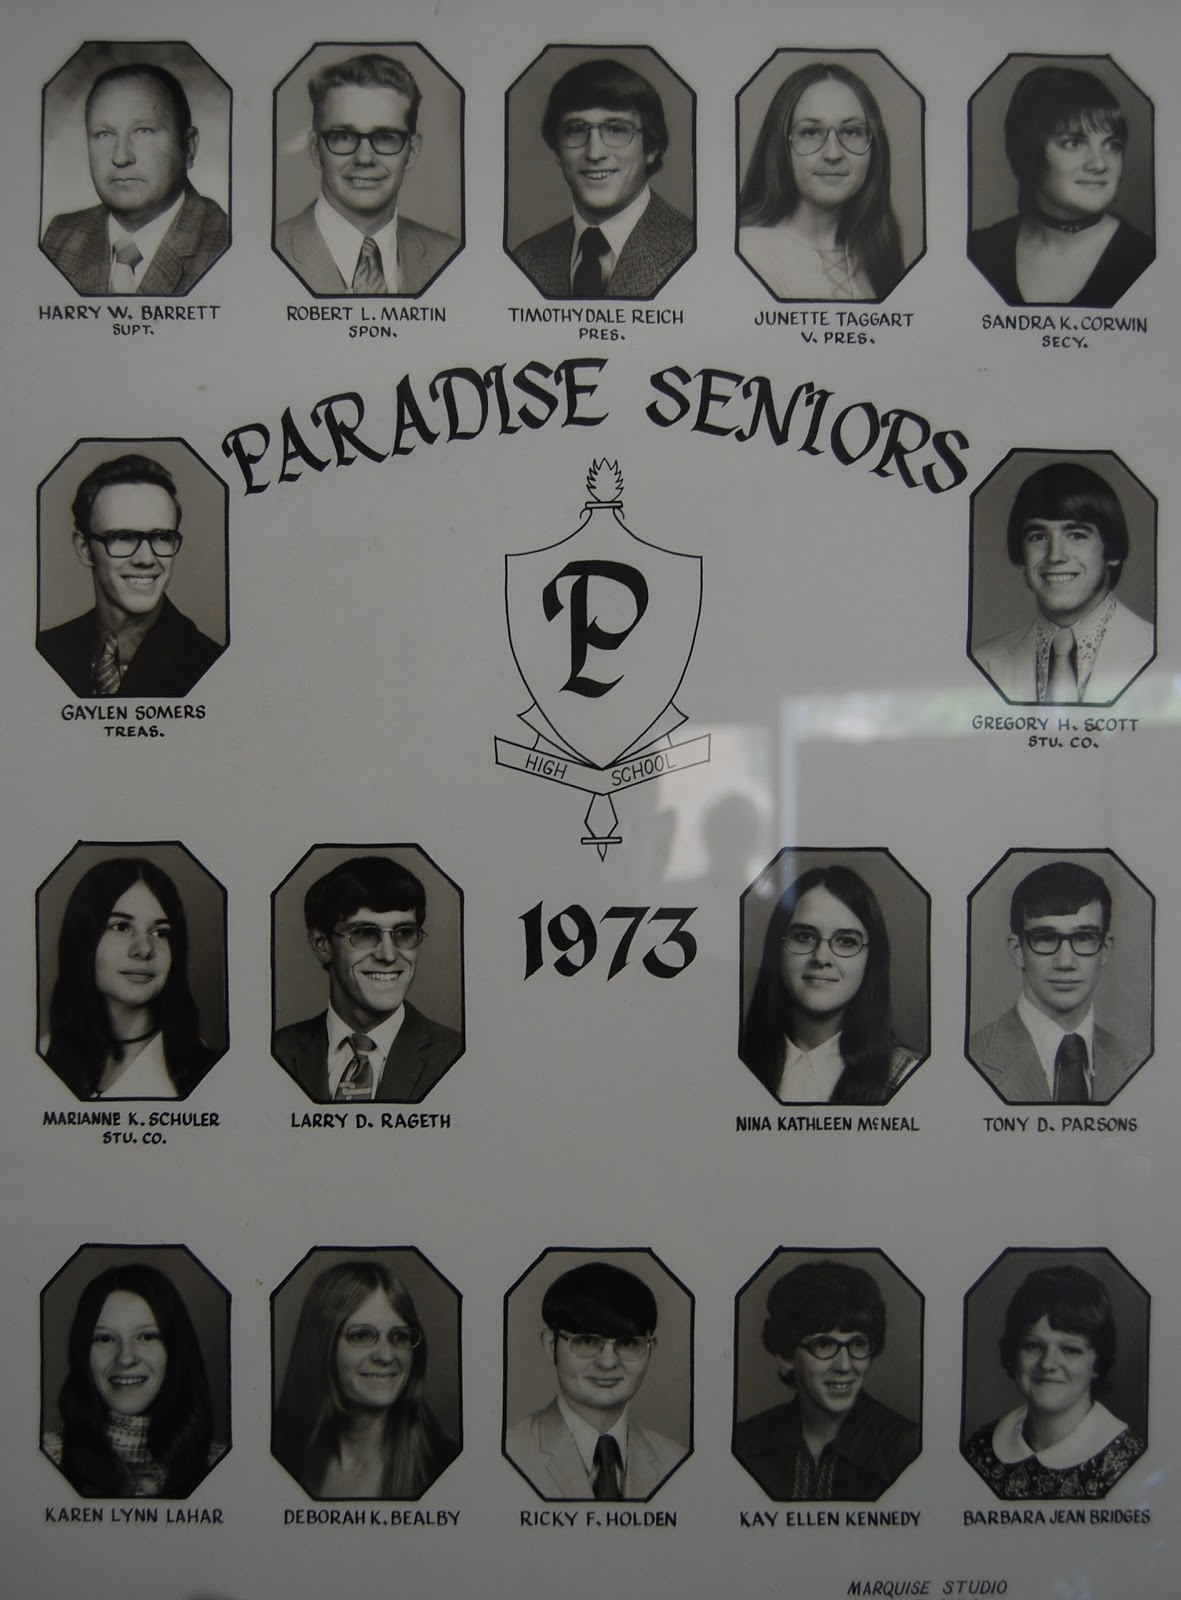 HARRY W. BARRETT
SUPT.
ROBERT L. MARTIN
SPON.
TIMOTHY DALE REICH
PRES.
JUNETTE TAGGART
V. PRES.
SANDRA K. CORWIN
SECY.
PARADISE SENIORS
GAYLEN SOMERS
TREAS.
P
HIGH SCHOOL
GREGORY H. SCOTT
STU. CO.
1973
MARIANNE K. SCHULER
STU. CO.
LARRY D. RAGETH
NINA KATHLEEN McNEAL
TONY D. PARSONS
KAREN LYNN LAHAR
DEBORAH K. BEALBY
RICKY F. HOLDEN
KAY ELLEN KENNEDY
BARBARA JEAN BRIDGES
MARQUISE STUDIO